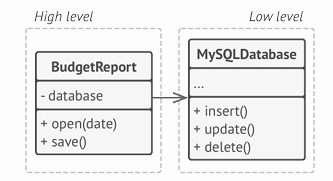 High level
Low level
BudgetReport
- database
+ open(date)
+ save()
MySQLDatabase
...
+ insert()
+ update()
+ delete()